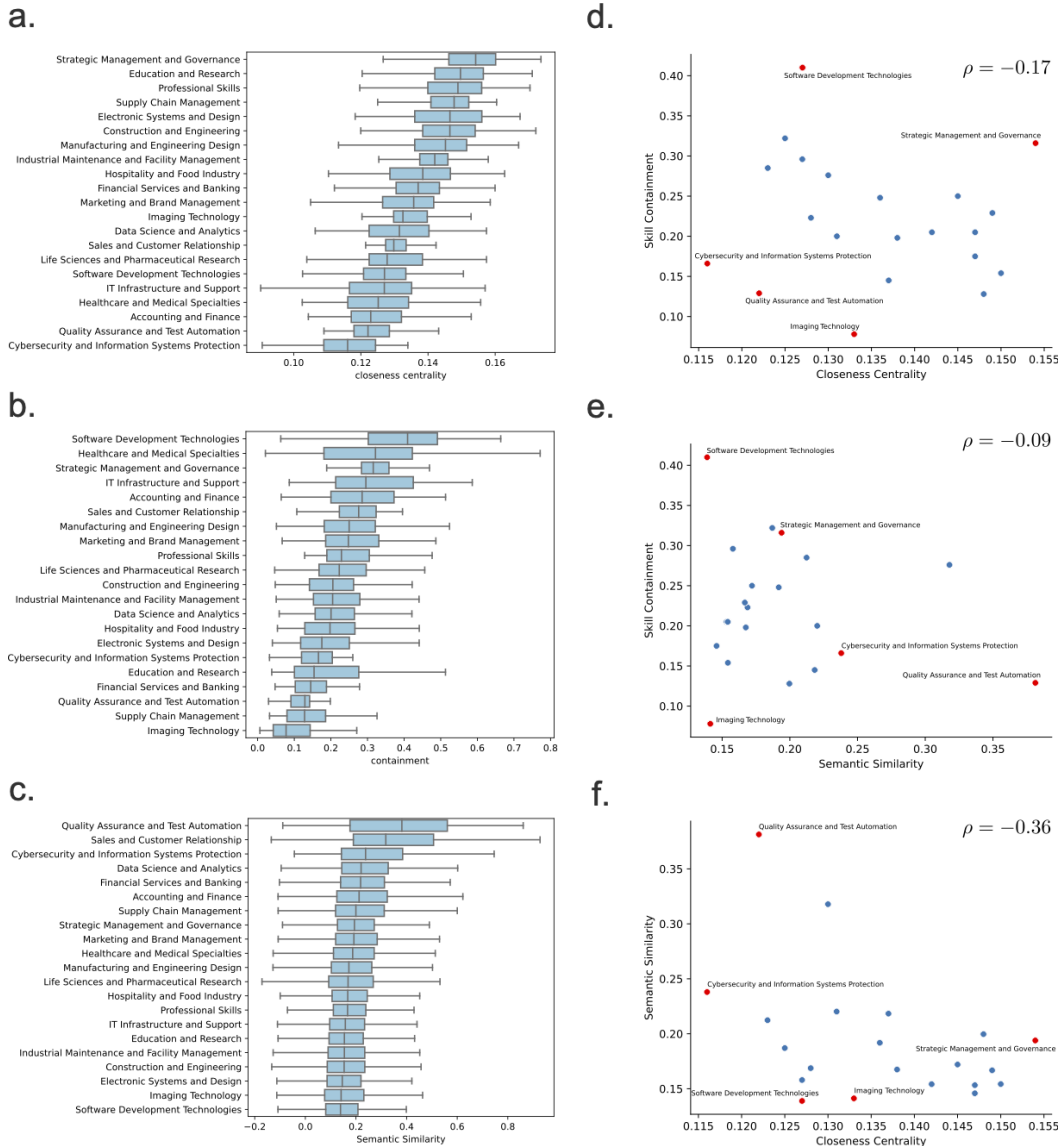 a.
Strategic Management and Governance
Education and Research
Professional Skills
Supply Chain Management
Electronic Systems and Design
Construction and Engineering
Manufacturing and Engineering Design
Industrial Maintenance and Facility Management
Hospitality and Food Industry
Financial Services and Banking
Marketing and Brand Management
Imaging Technology
Data Science and Analytics
Sales and Customer Relationship
Life Sciences and Pharmaceutical Research
Software Development Technologies
IT Infrastructure and Support
Healthcare and Medical Specialties
Accounting and Finance
Quality Assurance and Test Automation
Cybersecurity and Information Systems Protection
0.10 0.12 0.14 0.16
closeness centrality
b.
Software Development Technologies
Healthcare and Medical Specialties
Strategic Management and Governance
IT Infrastructure and Support
Accounting and Finance
Sales and Customer Relationship
Manufacturing and Engineering Design
Marketing and Brand Management
Professional Skills
Life Sciences and Pharmaceutical Research
Construction and Engineering
Industrial Maintenance and Facility Management
Data Science and Analytics
Hospitality and Food Industry
Electronic Systems and Design
Cybersecurity and Information Systems Protection
Education and Research
Financial Services and Banking
Quality Assurance and Test Automation
Supply Chain Management
Imaging Technology
0.0 0.1 0.2 0.3 0.4 0.5 0.6 0.7 0.8
containment
c.
Quality Assurance and Test Automation
Sales and Customer Relationship
Cybersecurity and Information Systems Protection
Data Science and Analytics
Financial Services and Banking
Accounting and Finance
Supply Chain Management
Strategic Management and Governance
Marketing and Brand Management
Healthcare and Medical Specialties
Manufacturing and Engineering Design
Life Sciences and Pharmaceutical Research
Hospitality and Food Industry
Professional Skills
IT Infrastructure and Support
Education and Research
Industrial Maintenance and Facility Management
Construction and Engineering
Electronic Systems and Design
Imaging Technology
Software Development Technologies
−0.2 0.0 0.2 0.4 0.6 0.8
Semantic Similarity
d.
ρ = −0.17
Software Development Technologies
Strategic Management and Governance
Cybersecurity and Information Systems Protection
Quality Assurance and Test Automation
Imaging Technology
Skill Containment
0.40
0.35
0.30
0.25
0.20
0.15
0.10
0.115 0.120 0.125 0.130 0.135 0.140 0.145 0.150 0.155
Closeness Centrality
e.
ρ = −0.09
Software Development Technologies
Strategic Management and Governance
Cybersecurity and Information Systems Protection
Quality Assurance and Test Automation
Imaging Technology
Skill Containment
0.40
0.35
0.30
0.25
0.20
0.15
0.10
0.15 0.20 0.25 0.30 0.35
Semantic Similarity
f.
ρ = −0.36
Quality Assurance and Test Automation
Cybersecurity and Information Systems Protection
Strategic Management and Governance
Software Development Technologies
Imaging Technology
Semantic Similarity
0.35
0.30
0.25
0.20
0.15
0.115 0.120 0.125 0.130 0.135 0.140 0.145 0.150 0.155
Closeness Centrality